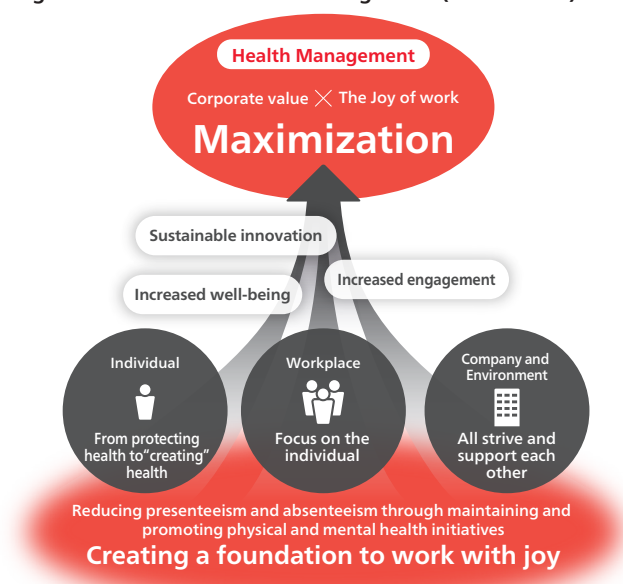 Health Management
Corporate value × The Joy of work
Maximization
Sustainable innovation
Increased engagement
Increased well-being
Individual
From protecting
health to“creating”
health
Workplace
Focus on the
individual
Company and
Environment
All strive and
support each
other
Reducing presenteeism and absenteeism through maintaining and
promoting physical and mental health initiatives
Creating a foundation to work with joy